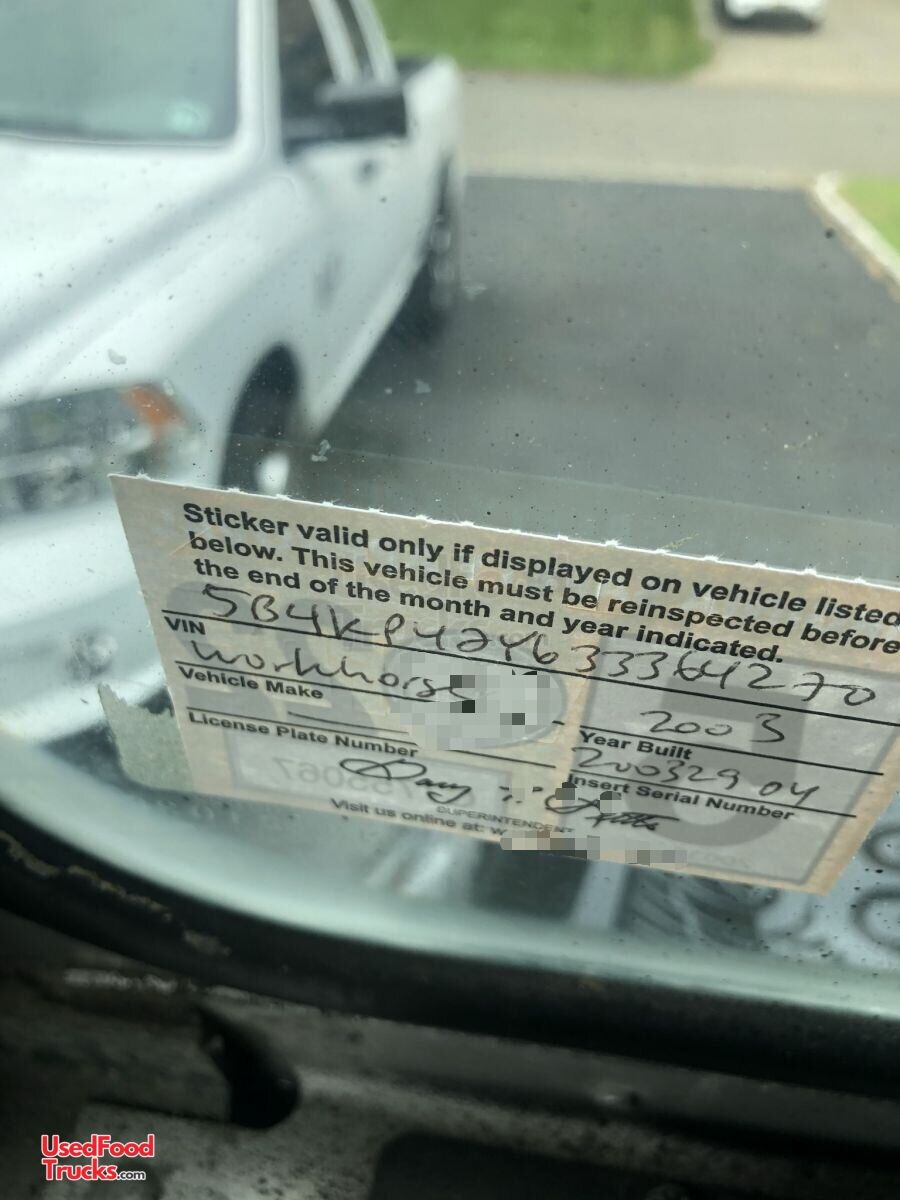 Sticker valid only if displayed on vehicle listed
below. This vehicle must be reinspected before
the end of the month and year indicated.
VIN
Workhorse
Vehicle Make
2003
Year Built
License Plate Number
20032904
Insert Serial Number
SUPERINTENDENT
Visit us online at: w
UsedFood
Trucks.com